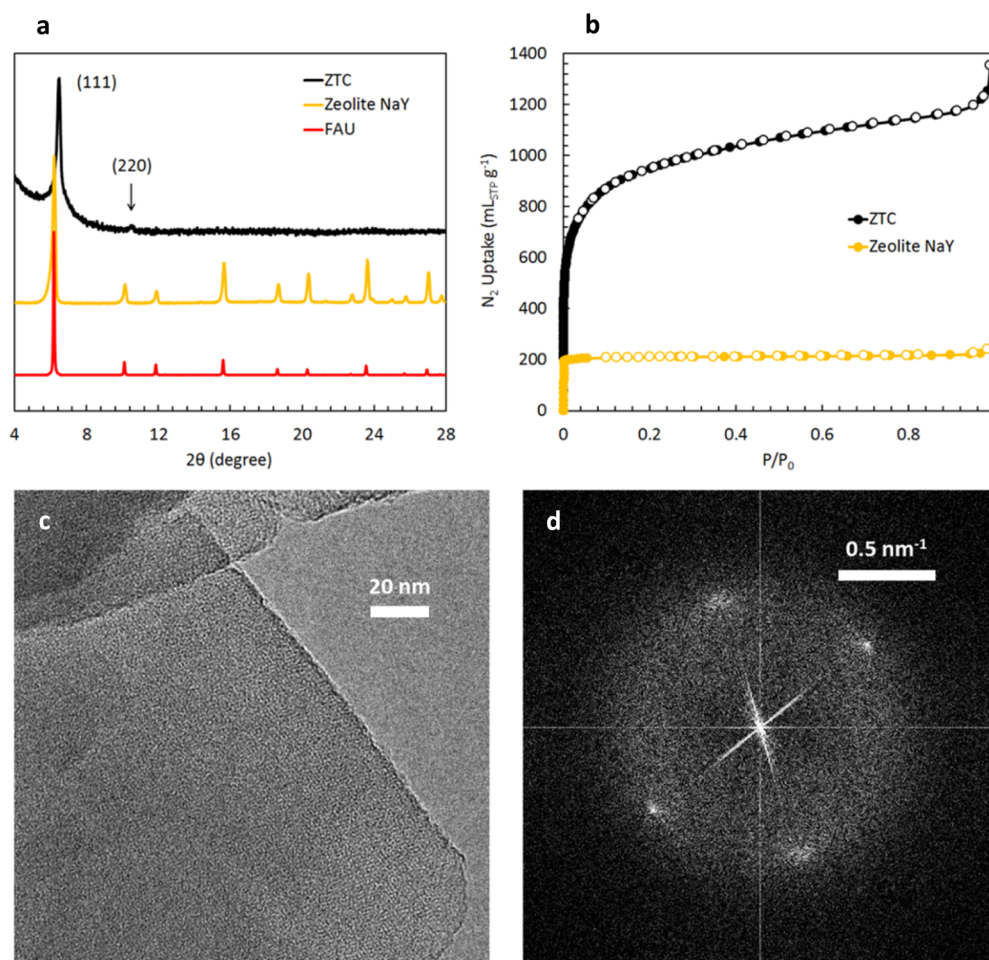 a
(111)
ZTC
Zeolite NaY
FAU
(220)
4 8 12 16 20 24 28
2θ (degree)
b
1400
1200
1000
800
600
400
200
0
N₂ Uptake (mL_STP g⁻¹)
ZTC
Zeolite NaY
0 0.2 0.4 0.6 0.8
P/P₀
c
20 nm
d
0.5 nm⁻¹